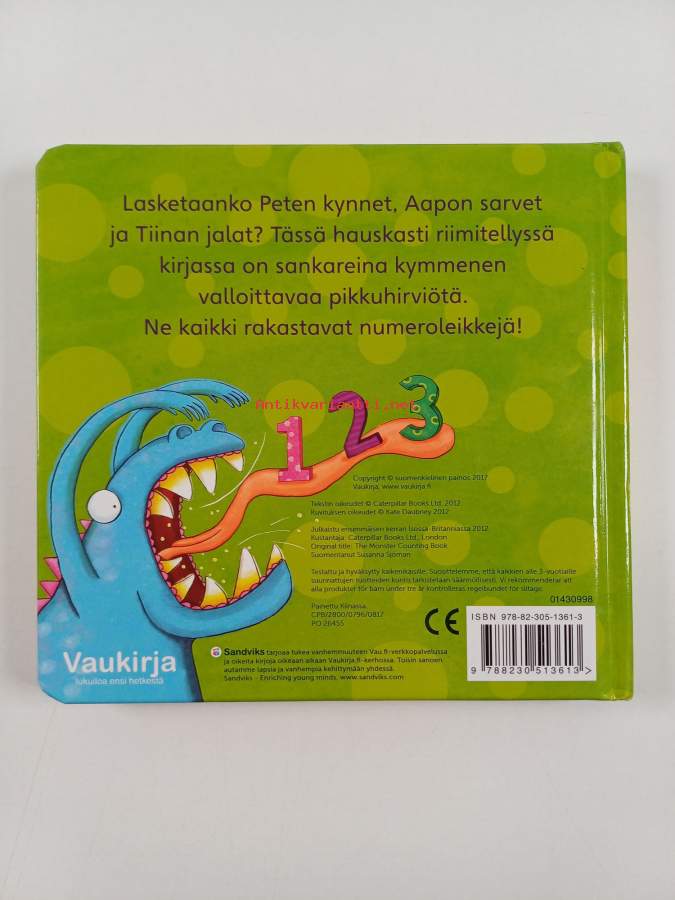 Lasketaanko Peten kynnet, Aapon sarvet
ja Tiinan jalat? Tässä hauskasti riimitellyssä
kirjassa on sankareina kymmenen
valloittavaa pikkuhirviötä.
Ne kaikki rakastavat numeroleikkejä!
Antikvariaatti.net
1 2 3
Copyright © suomenkielinen painos 2017
Vaukirja, www.vaukirja.fi
Tekstin oikeudet © Caterpillar Books Ltd. 2012
Kuvituksen oikeudet © Kate Daubney 2012
Julkaistu ensimmäisen kerran Isossa-Britanniasta 2012
Kustantaja: Caterpillar Books Ltd., London
Original title: The Monster Counting Book
Suomentanut Susanna Sjöman
Testattu ja hyväksytty kaikenikäisille. Suosittelemme, että kaikkien alle 3-vuotiaille
suunnattujen tuotteiden kunto tarkistetaan säännöllisesti. Vi rekommenderar att
alla produkter för barn under tre år kontrolleras regelbundet för slitage.
01430998
Painettu Kiinassa.
CPB/2800/0796/0817
PO 26455
CE
ISBN 978-82-305-1361-3
9 788230 513613 >
Vaukirja
lukuiloa ensi hetkestä
Sandviks tarjoaa tukea vanhemmuuteen Vau.fi-verkkopalvelussa
ja oikeita kirjoja oikeaan aikaan Vaukirja.fi-kerhoissa. Toisin sanoen:
autamme lapsia ja vanhempia kehittymään yhdessä.
Sandviks – Enriching young minds, www.sandviks.com